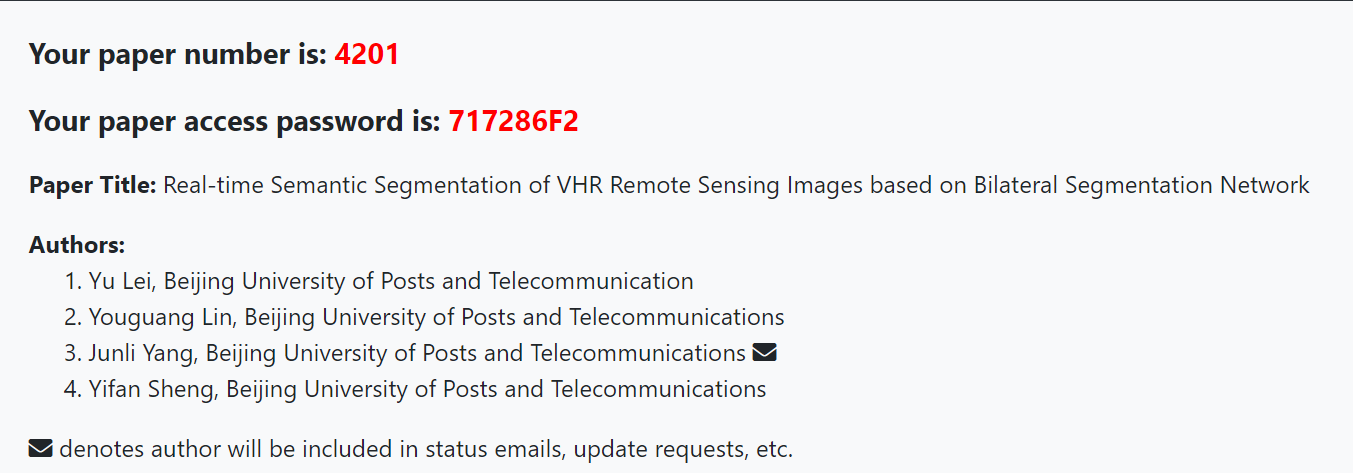 Your paper number is: 4201
Your paper access password is: 717286F2
Paper Title: Real-time Semantic Segmentation of VHR Remote Sensing Images based on Bilateral Segmentation Network
Authors:
1. Yu Lei, Beijing University of Posts and Telecommunication
2. Youguang Lin, Beijing University of Posts and Telecommunications
3. Junli Yang, Beijing University of Posts and Telecommunications
4. Yifan Sheng, Beijing University of Posts and Telecommunications
denotes author will be included in status emails, update requests, etc.